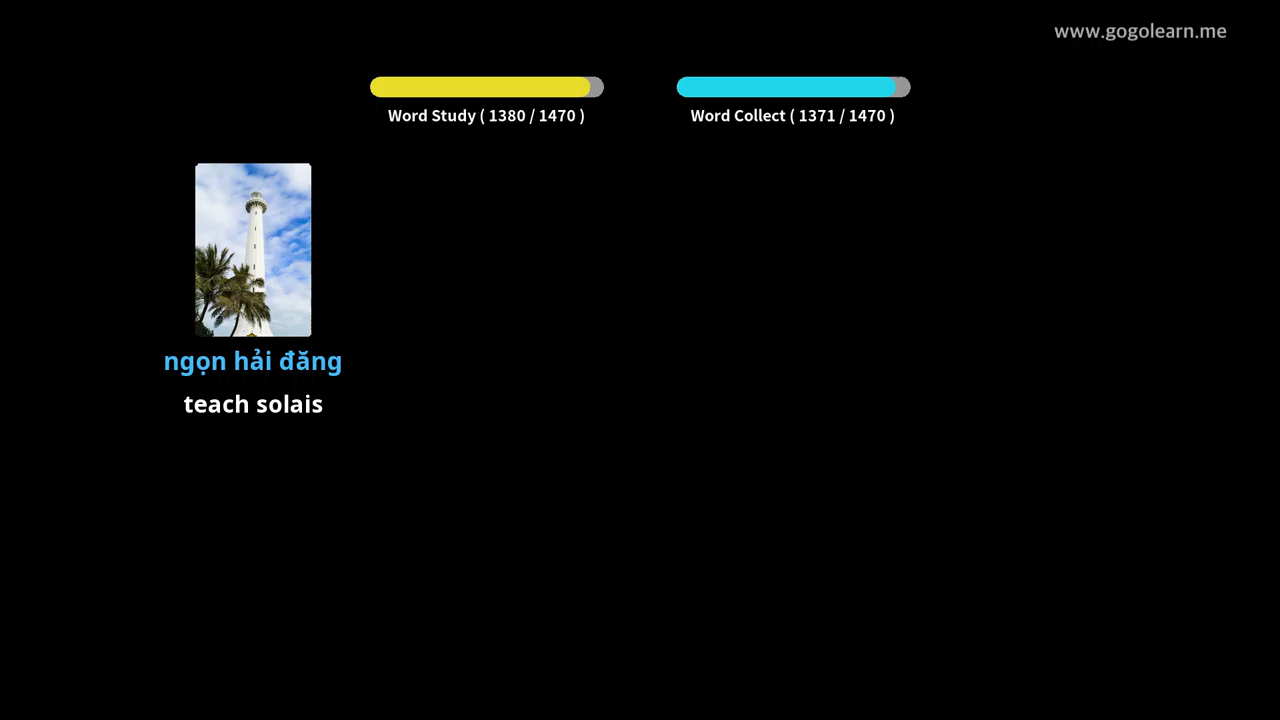 www.gogolearn.me
Word Study ( 1380 / 1470 )
Word Collect ( 1371 / 1470 )
ngọn hải đăng
teach solais